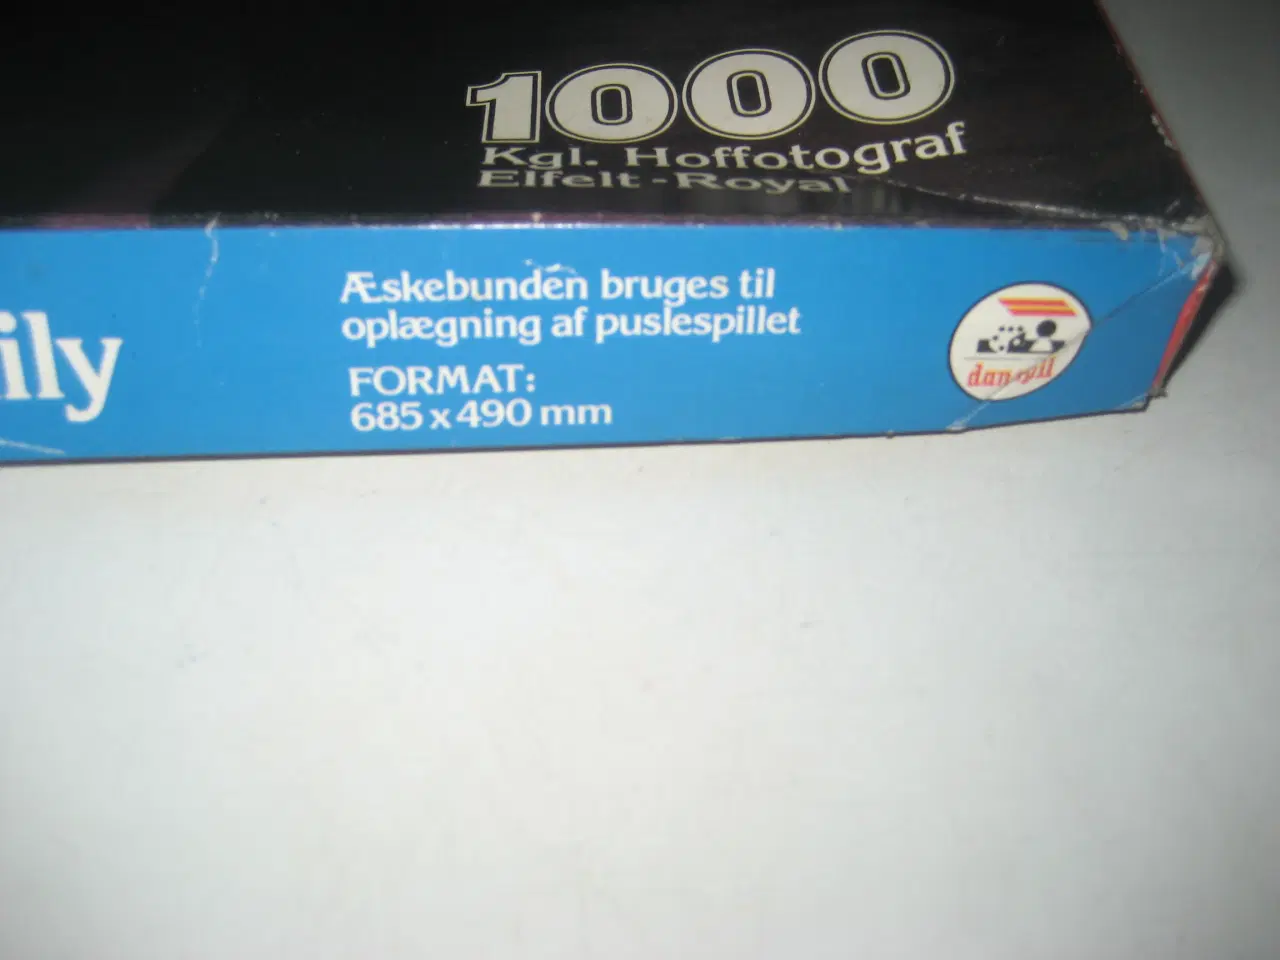 1000
Kgl. Hoffotograf
Elfelt-Royal
ily
Æskebunden bruges til
oplægning af puslespillet
FORMAT:
685 x 490 mm
dan spil